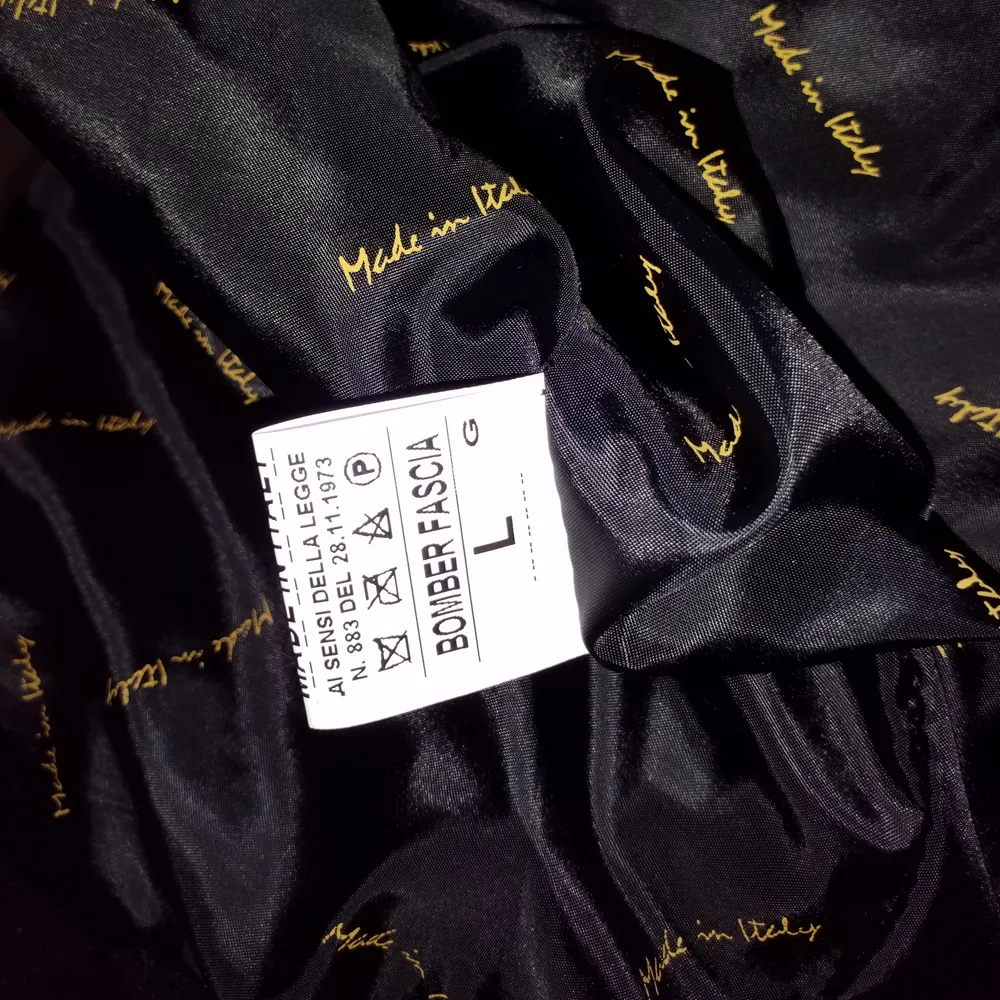 Made in Italy
Made in Italy
Made in Italy
Made in Italy
Made in Italy
MADE IN ITALY
AI SENSI DELLA LEGGE
N. 883 DEL 28.11.1973
P
BOMBER FASCIA
L
G
Made in Italy
Made in Italy
Made in Italy